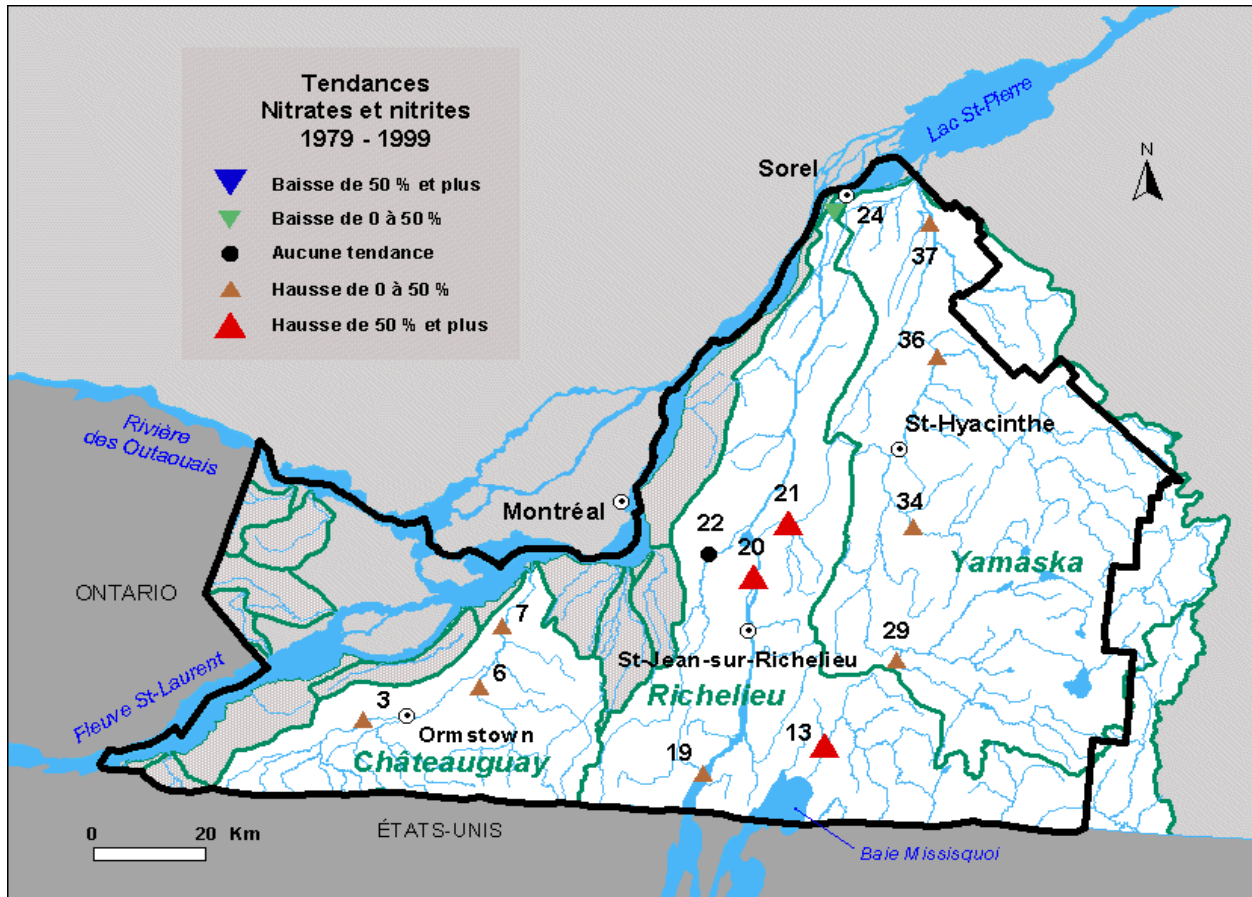 Tendances
Nitrates et nitrites
1979 - 1999
Baisse de 50 % et plus
Baisse de 0 à 50 %
Aucune tendance
Hausse de 0 à 50 %
Hausse de 50 % et plus
Lac St-Pierre
N
Sorel
24
37
36
Rivière
des Outaouais
St-Hyacinthe
Montréal
21
34
22
20
Yamaska
ONTARIO
7
29
St-Jean-sur-Richelieu
Fleuve St-Laurent
6
Richelieu
3
Ormstown
13
Châteauguay
19
0 20 Km
ÉTATS-UNIS
Baie Missisquoi